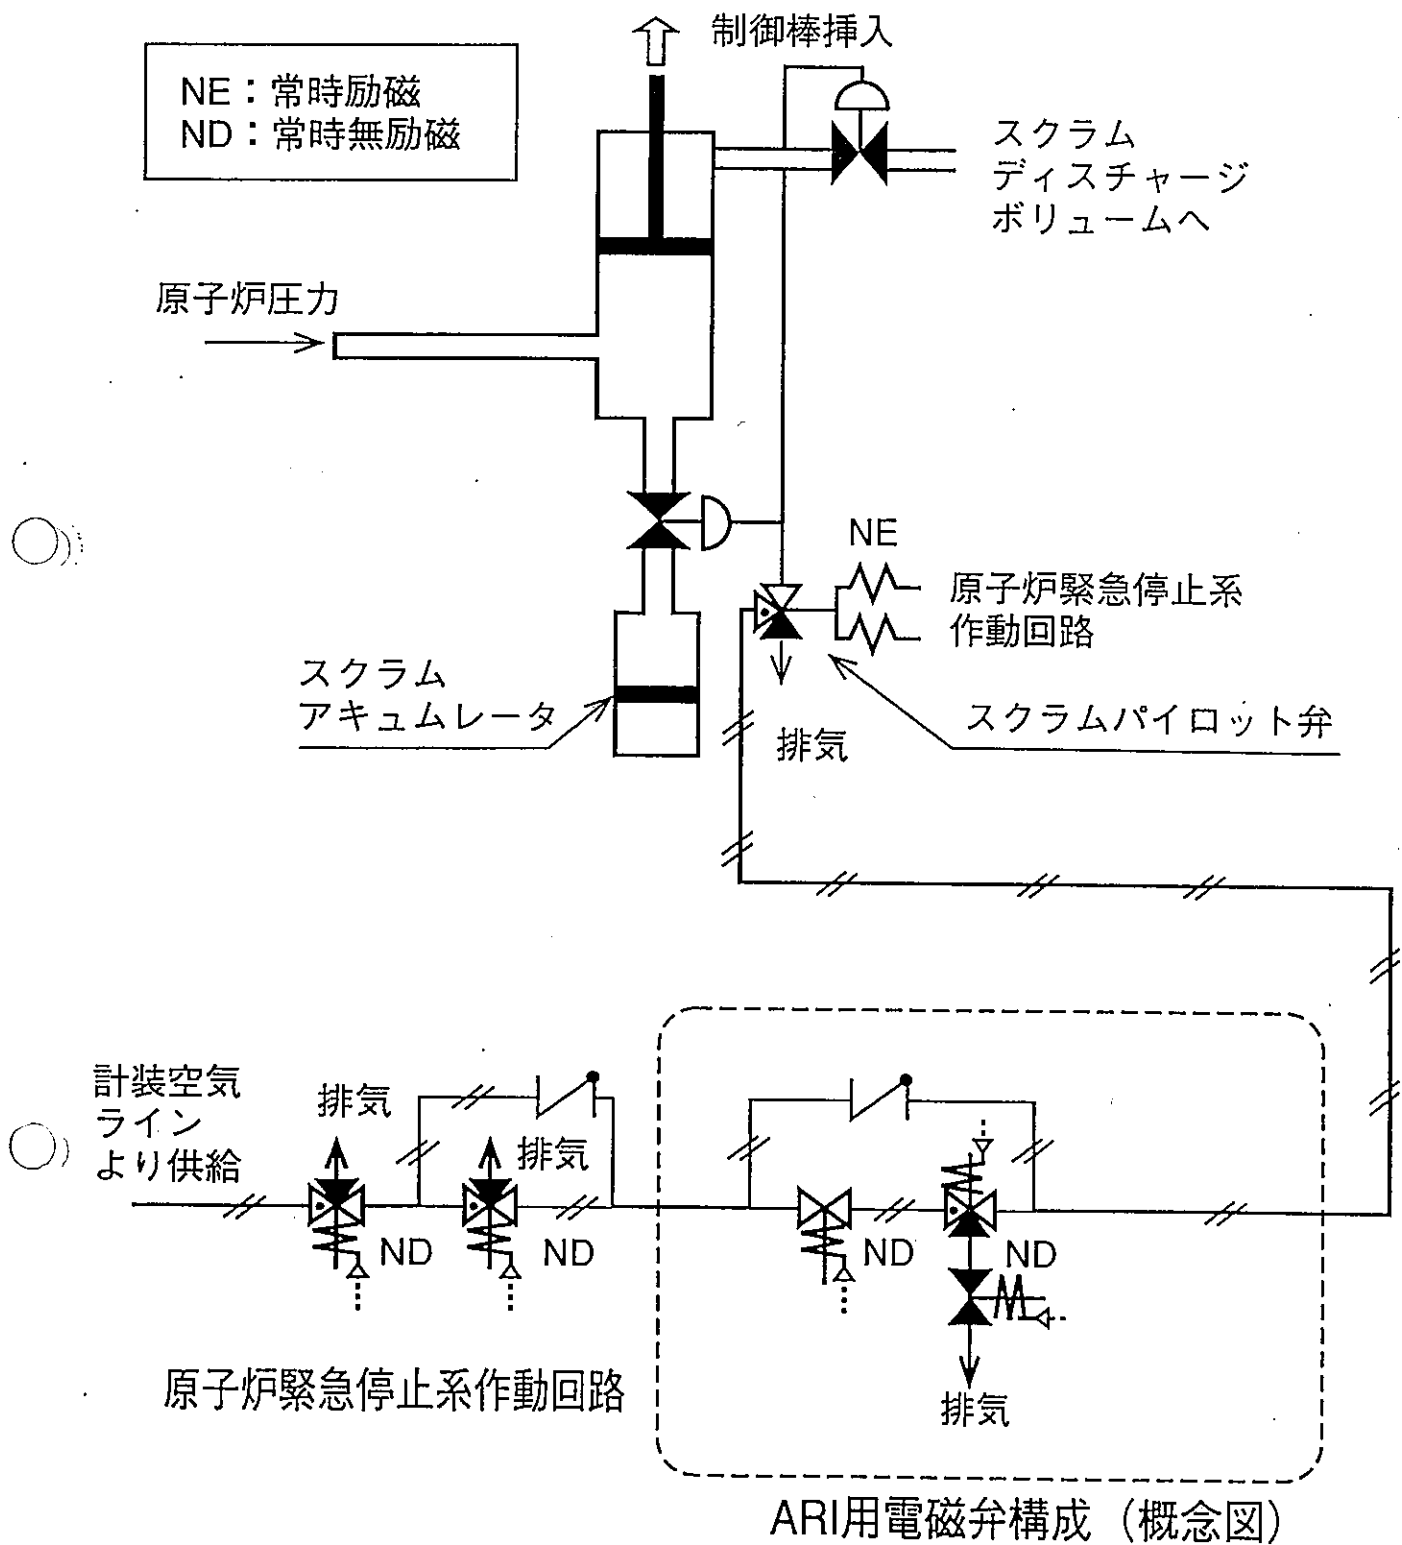 制御棒挿入
NE：常時励磁
ND：常時無励磁
スクラム
ディスチャージ
ボリュームへ
原子炉圧力
NE
原子炉緊急停止系
作動回路
スクラム
アキュムレータ
スクラムパイロット弁
排気
計装空気
ライン
より供給
排気
排気
ND
ND
ND
ND
原子炉緊急停止系作動回路
排気
ARI用電磁弁構成（概念図）